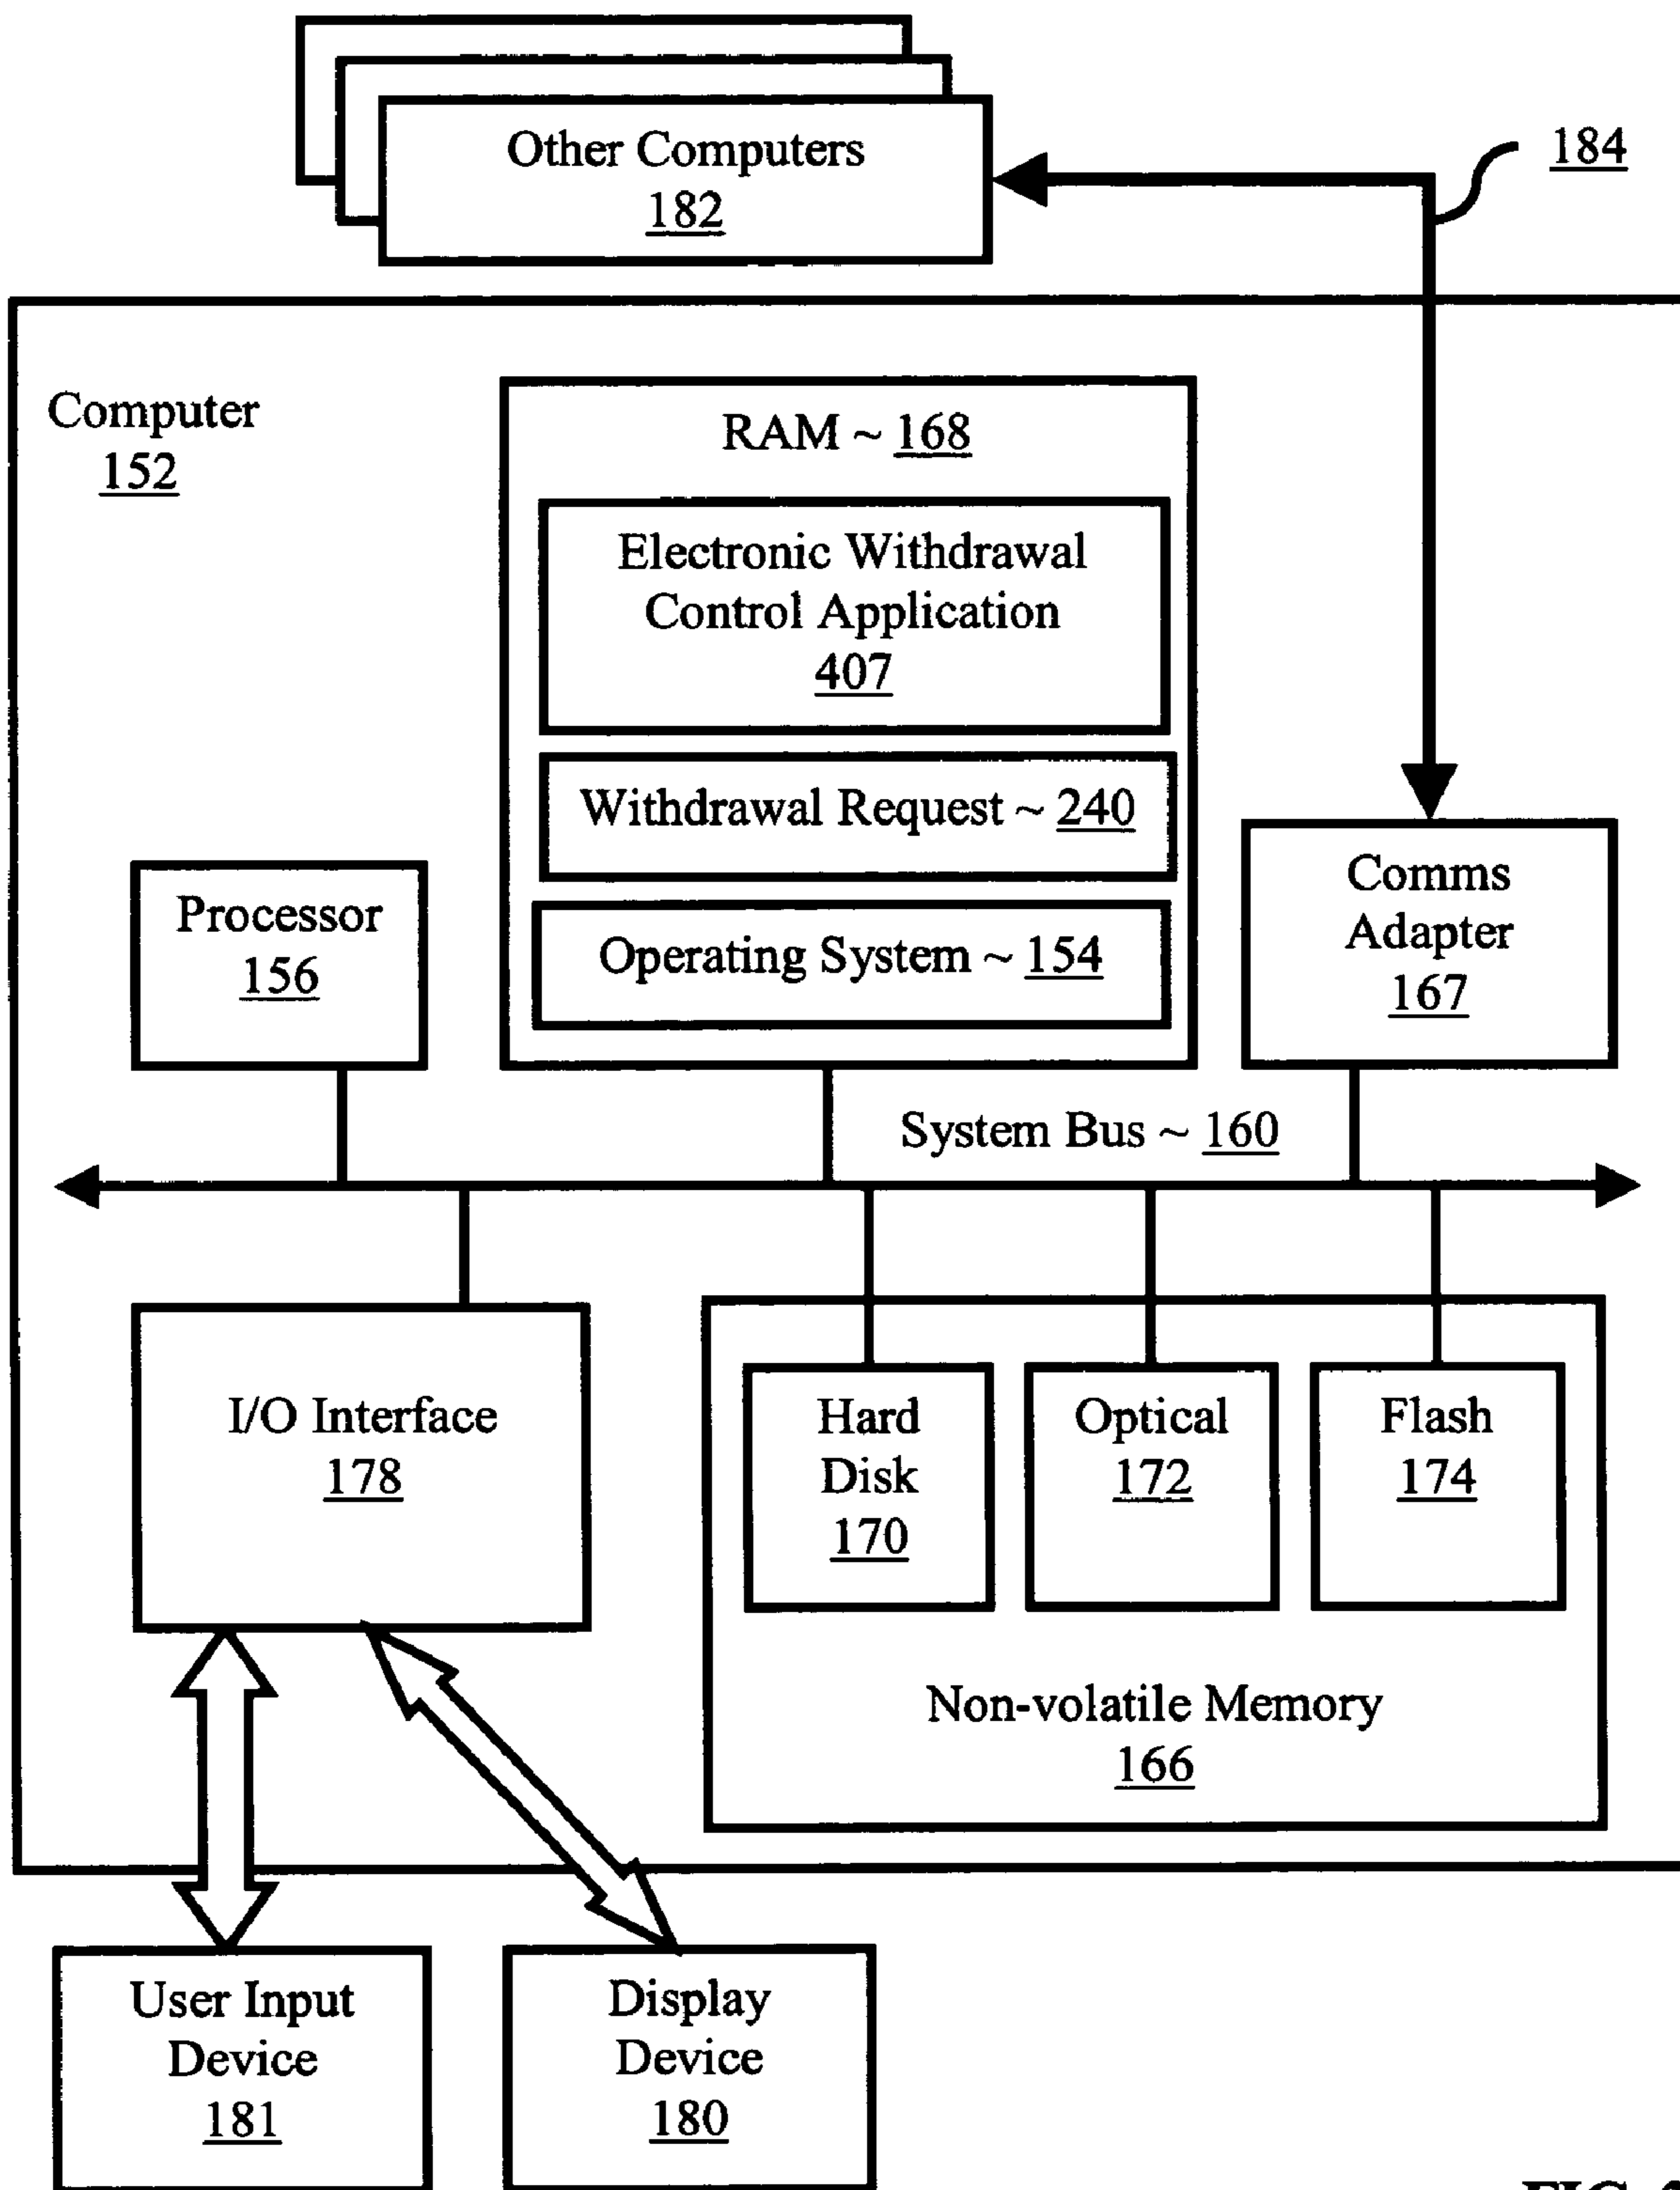 Other Computers
182
184
Computer
152
RAM ~ 168
Electronic Withdrawal
Control Application
407
Withdrawal Request ~ 240
Operating System ~ 154
Processor
156
Comms
Adapter
167
System Bus ~ 160
I/O Interface
178
Hard
Disk
170
Optical
172
Flash
174
Non-volatile Memory
166
User Input
Device
181
Display
Device
180